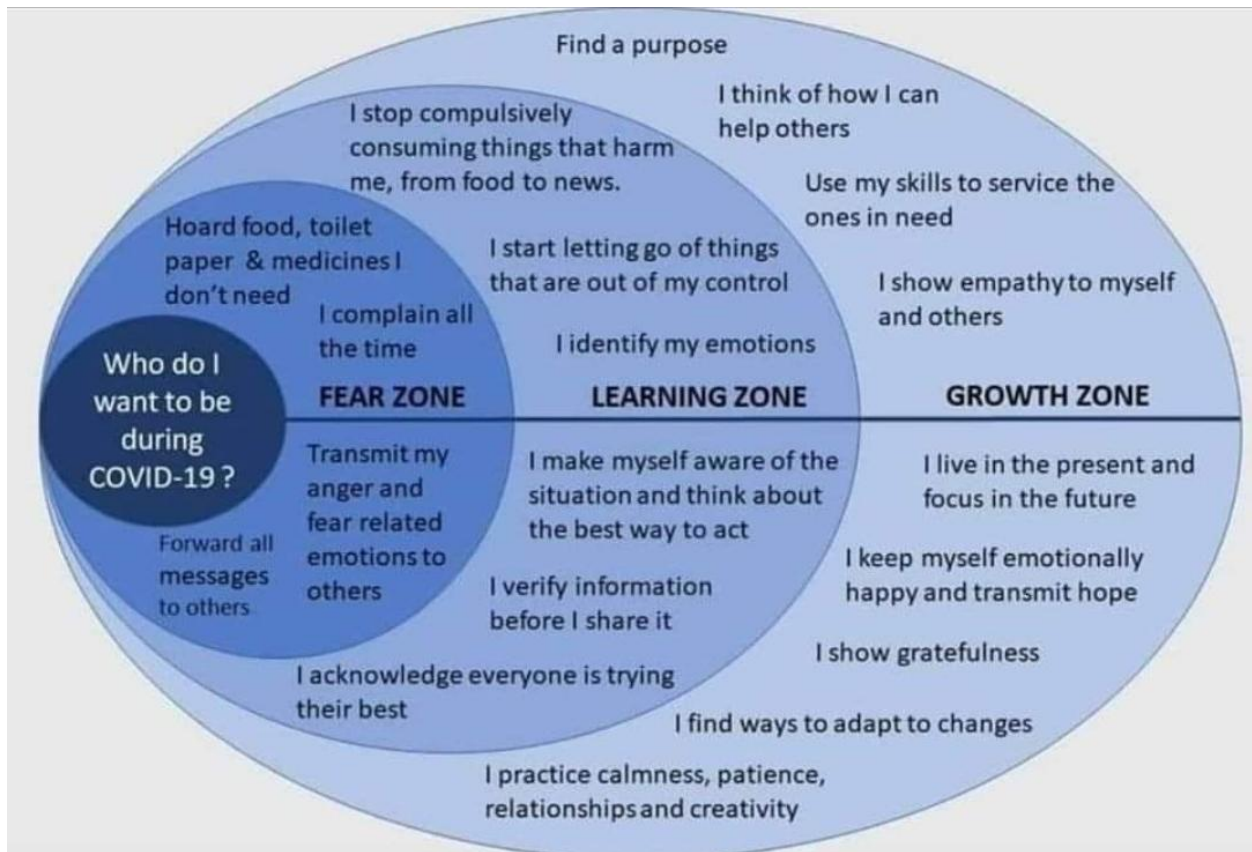 Find a purpose
I think of how I can
help others
Use my skills to service the
ones in need
I show empathy to myself
and others
I stop compulsively
consuming things that harm
me, from food to news.
I start letting go of things
that are out of my control
I identify my emotions
Hoard food, toilet
paper & medicines I
don't need
I complain all
the time
Who do I
want to be
during
COVID-19 ?
FEAR ZONE
LEARNING ZONE
GROWTH ZONE
Transmit my
anger and
fear related
emotions to
others
Forward all
messages
to others
I make myself aware of the
situation and think about
the best way to act
I verify information
before I share it
I acknowledge everyone is trying
their best
I live in the present and
focus in the future
I keep myself emotionally
happy and transmit hope
I show gratefulness
I find ways to adapt to changes
I practice calmness, patience,
relationships and creativity